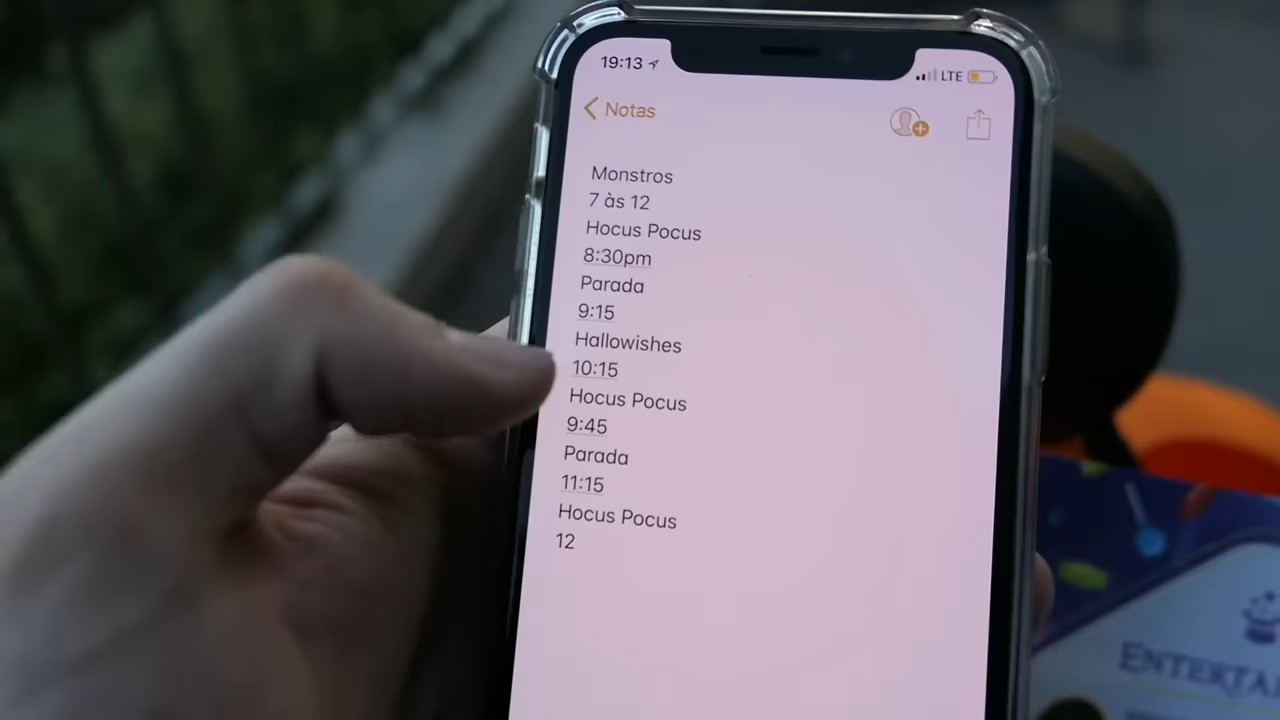 19:13
LTE
Notas
Monstros
7 às 12
Hocus Pocus
8:30pm
Parada
9:15
Hallowishes
10:15
Hocus Pocus
9:45
Parada
11:15
Hocus Pocus
12